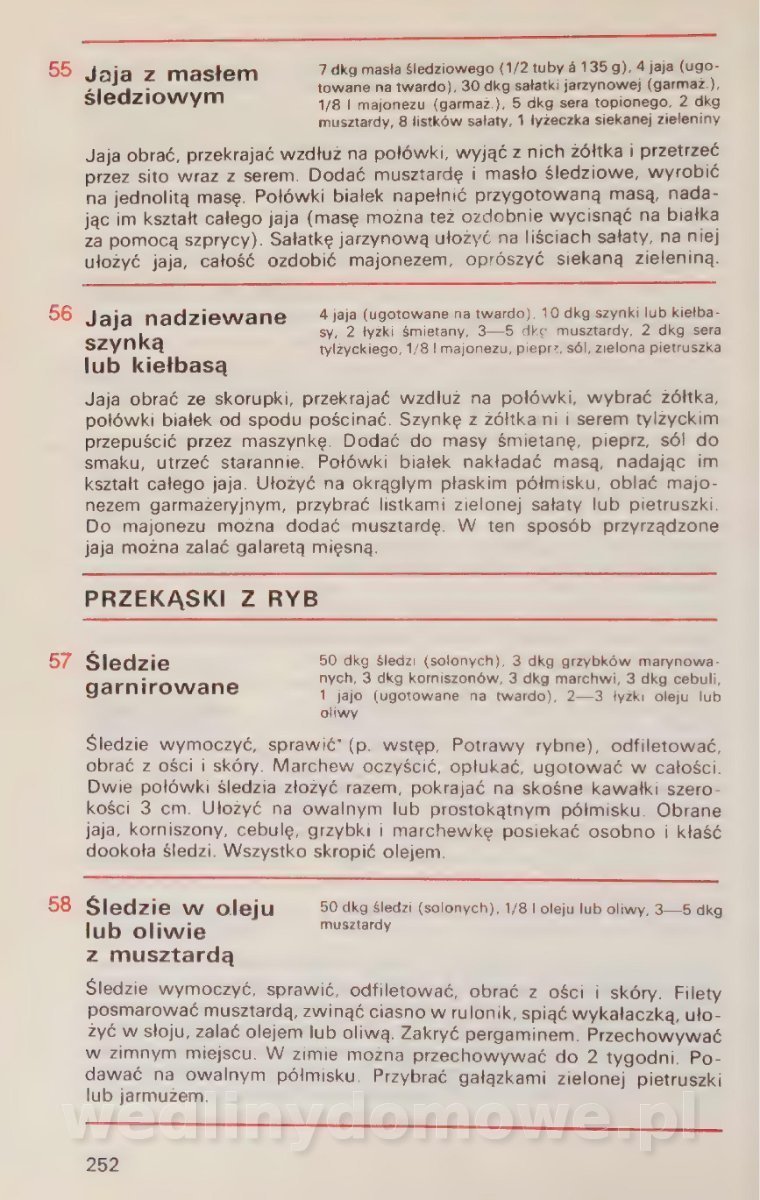 55 Jaja z masłem
śledziowym
7 dkg masła śledziowego (1/2 tuby á 135 g), 4 jaja (ugo-
towane na twardo), 30 dkg sałatki jarzynowej (garmaż.),
1/8 l majonezu (garmaż.), 5 dkg sera topionego, 2 dkg
musztardy, 8 listków sałaty, 1 łyżeczka siekanej zieleniny
Jaja obrać, przekrajać wzdłuż na połówki, wyjąć z nich żółtka i przetrzeć
przez sito wraz z serem. Dodać musztardę i masło śledziowe, wyrobić
na jednolitą masę. Połówki białek napełnić przygotowaną masą, nada-
jąc im kształt całego jaja (masę można też ozdobnie wycisnąć na białka
za pomocą szprycy). Sałatkę jarzynową ułożyć na liściach sałaty, na niej
ułożyć jaja, całość ozdobić majonezem, oprószyć siekaną zieleniną.
56 Jaja nadziewane
szynką
lub kiełbasą
4 jaja (ugotowane na twardo), 10 dkg szynki lub kiełba-
sy, 2 łyżki śmietany, 3—5 dkg musztardy, 2 dkg sera
tylżyckiego, 1/8 l majonezu, pieprz, sól, zielona pietruszka
Jaja obrać ze skorupki, przekrajać wzdłuż na połówki, wybrać żółtka,
połówki białek od spodu pościnać. Szynkę z żółtkami i serem tylżyckim
przepuścić przez maszynkę. Dodać do masy śmietanę, pieprz, sól do
smaku, utrzeć starannie. Połówki białek nakładać masą, nadając im
kształt całego jaja. Ułożyć na okrągłym płaskim półmisku, oblać majo-
nezem garmażeryjnym, przybrać listkami zielonej sałaty lub pietruszki.
Do majonezu można dodać musztardę. W ten sposób przyrządzone
jaja można zalać galaretą mięsną.
PRZEKĄSKI Z RYB
57 Śledzie
garnirowane
50 dkg śledzi (solonych), 3 dkg grzybków marynowa-
nych, 3 dkg korniszonów, 3 dkg marchwi, 3 dkg cebuli,
1 jajo (ugotowane na twardo), 2—3 łyżki oleju lub
oliwy
Śledzie wymoczyć, sprawić* (p. wstęp, Potrawy rybne), odfiletować,
obrać z ości i skóry. Marchew oczyścić, opłukać, ugotować w całości.
Dwie połówki śledzia złożyć razem, pokrajać na skośne kawałki szero-
kości 3 cm. Ułożyć na owalnym lub prostokątnym półmisku. Obrane
jaja, korniszony, cebulę, grzybki i marchewkę posiekać osobno i kłaść
dookoła śledzi. Wszystko skropić olejem.
58 Śledzie w oleju
lub oliwie
z musztardą
50 dkg śledzi (solonych), 1/8 l oleju lub oliwy, 3—5 dkg
musztardy
Śledzie wymoczyć, sprawić, odfiletować, obrać z ości i skóry. Filety
posmarować musztardą, zwinąć ciasno w rulonik, spiąć wykałaczką, uło-
żyć w słoju, zalać olejem lub oliwą. Zakryć pergaminem. Przechowywać
w zimnym miejscu. W zimie można przechowywać do 2 tygodni. Po-
dawać na owalnym półmisku. Przybrać gałązkami zielonej pietruszki
lub jarmużem.
wedlinydomowe.pl
252